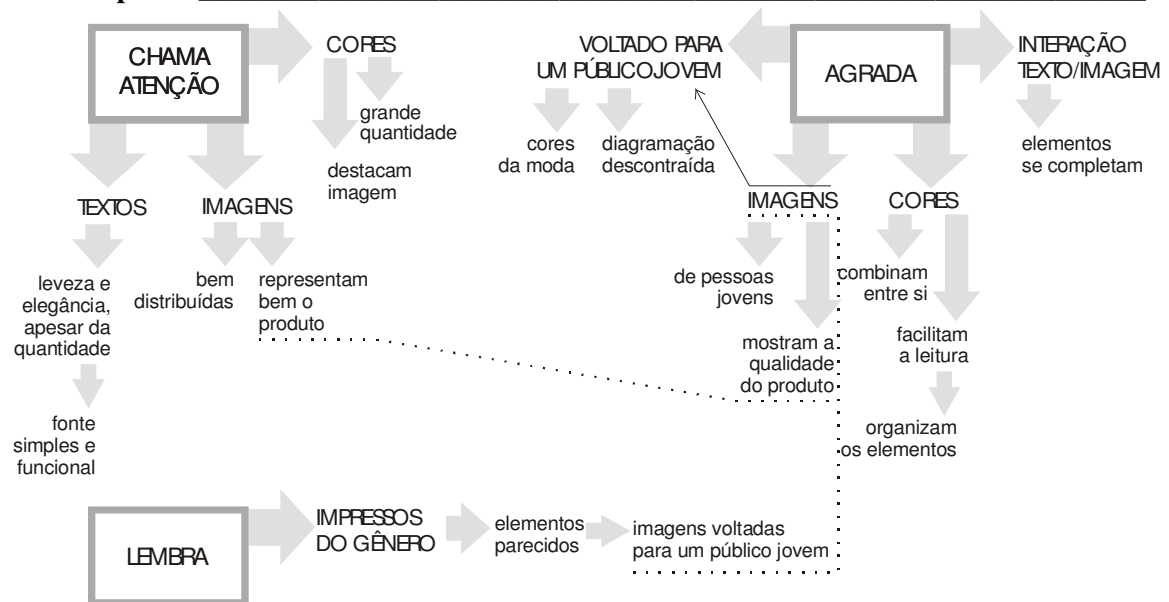 CHAMA
ATENÇÃO
CORES
grande
quantidade
destacam
imagem
TEXTOS
leveza e
elegância,
apesar da
quantidade
fonte
simples e
funcional
IMAGENS
bem
distribuídas
representam
bem o
produto
AGRADA
VOLTADO PARA
UM PÚBLICO JOVEM
cores
da moda
diagramação
descontraída
INTERAÇÃO
TEXTO/IMAGEM
elementos
se completam
IMAGENS
de pessoas
jovens
mostram a
qualidade
do produto
CORES
combinam
entre si
facilitam
a leitura
organizam
os elementos
LEMBRA
IMPRESSOS
DO GÊNERO
elementos
parecidos
imagens voltadas
para um público jovem